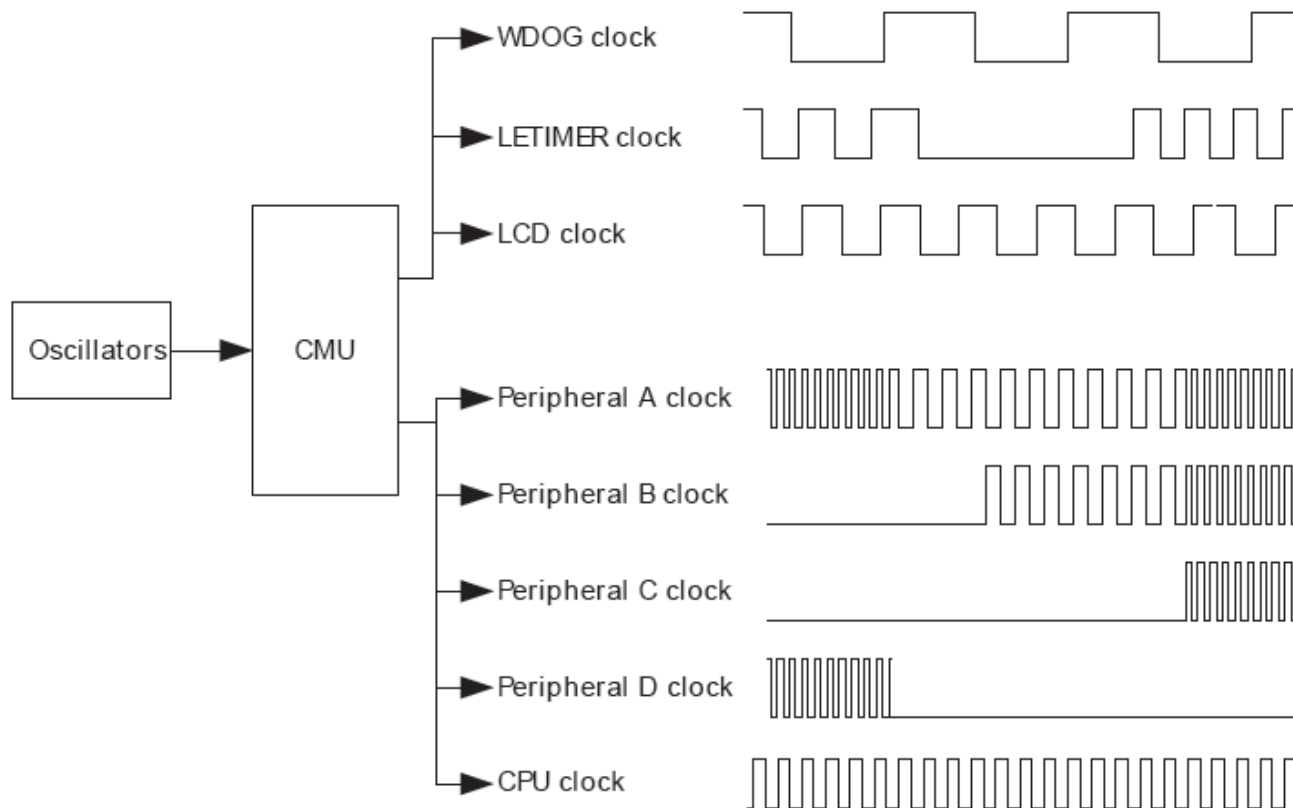 WDOG clock
LETIMER clock
LCD clock
Oscillators
CMU
Peripheral A clock
Peripheral B clock
Peripheral C clock
Peripheral D clock
CPU clock